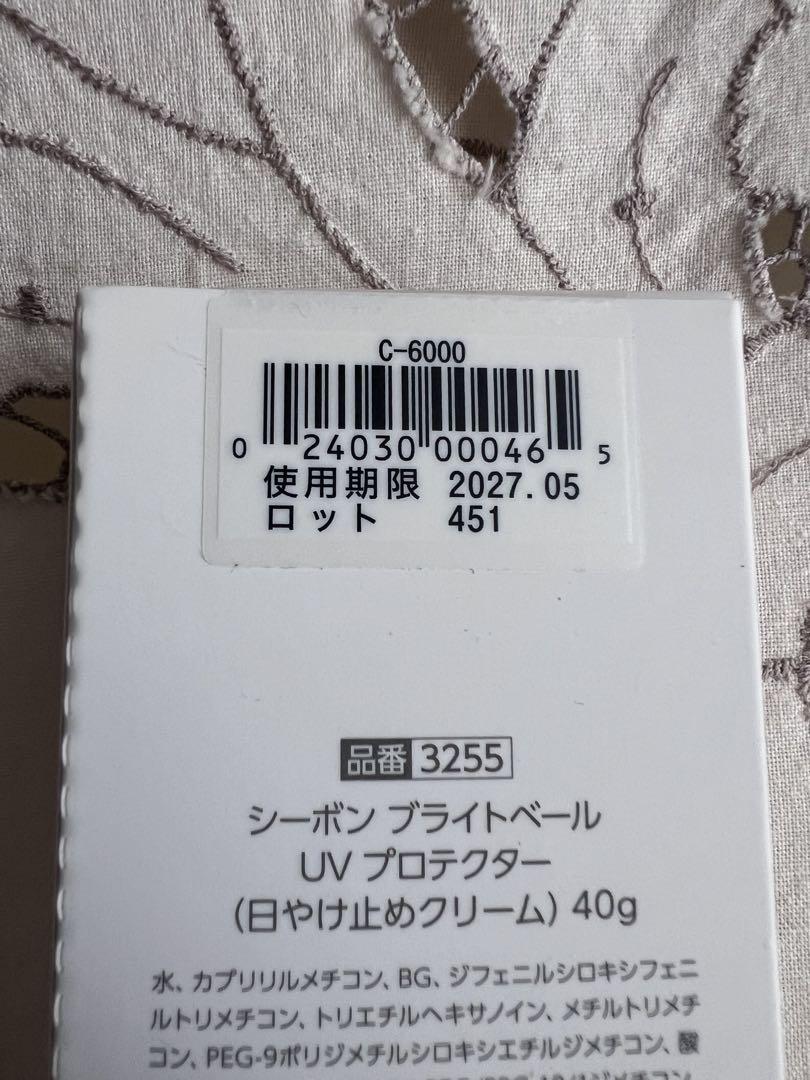 C-6000
0 24030 00046 5
使用期限 2027.05
ロット 451
品番 3255
シーボン ブライトベール
UV プロテクター
(日やけ止めクリーム) 40g
水、カプリリルメチコン、BG、ジフェニルシロキシフェニ
ルトリメチコン、トリエチルヘキサノイン、メチルトリメチ
コン、PEG-9ポリジメチルシロキシエチルジメチコン、酸